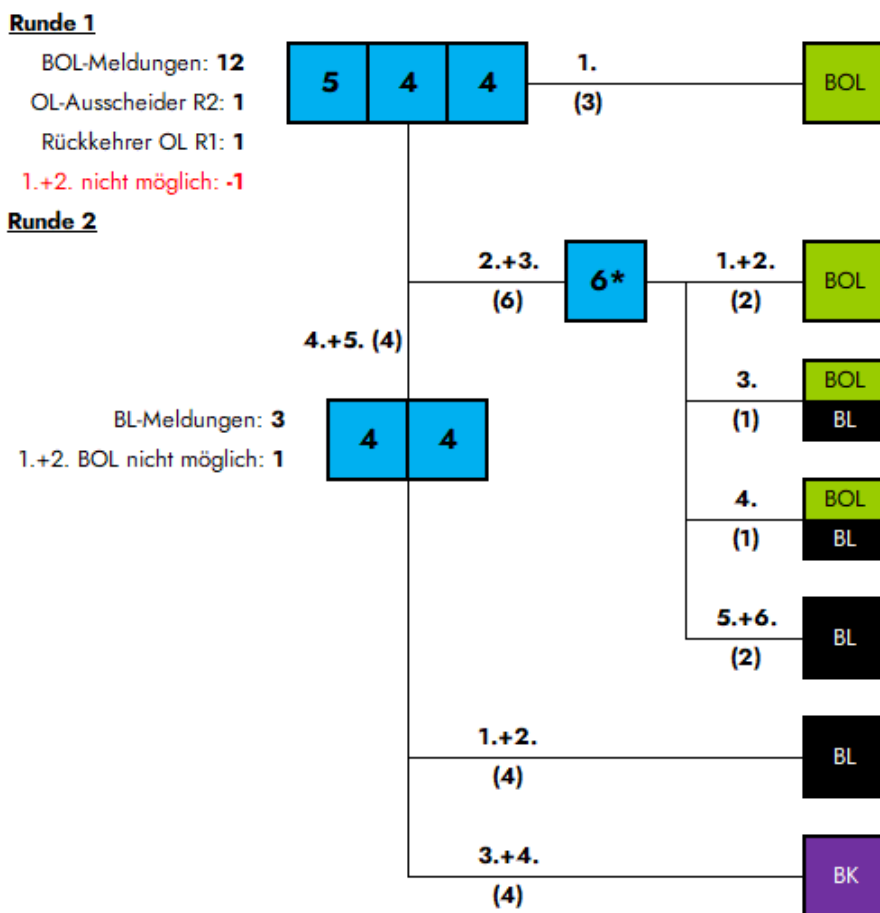 Runde 1
BOL-Meldungen: 12
OL-Ausscheider R2: 1
Rückkehrer OL R1: 1
1.+2. nicht möglich: -1
5 4 4
1.
(3)
BOL
Runde 2
2.+3.
(6)
6*
1.+2.
(2)
BOL
4.+5. (4)
3.
(1)
BOL
BL
BL-Meldungen: 3
1.+2. BOL nicht möglich: 1
4 4
4.
(1)
BOL
BL
5.+6.
(2)
BL
1.+2.
(4)
BL
3.+4.
(4)
BK